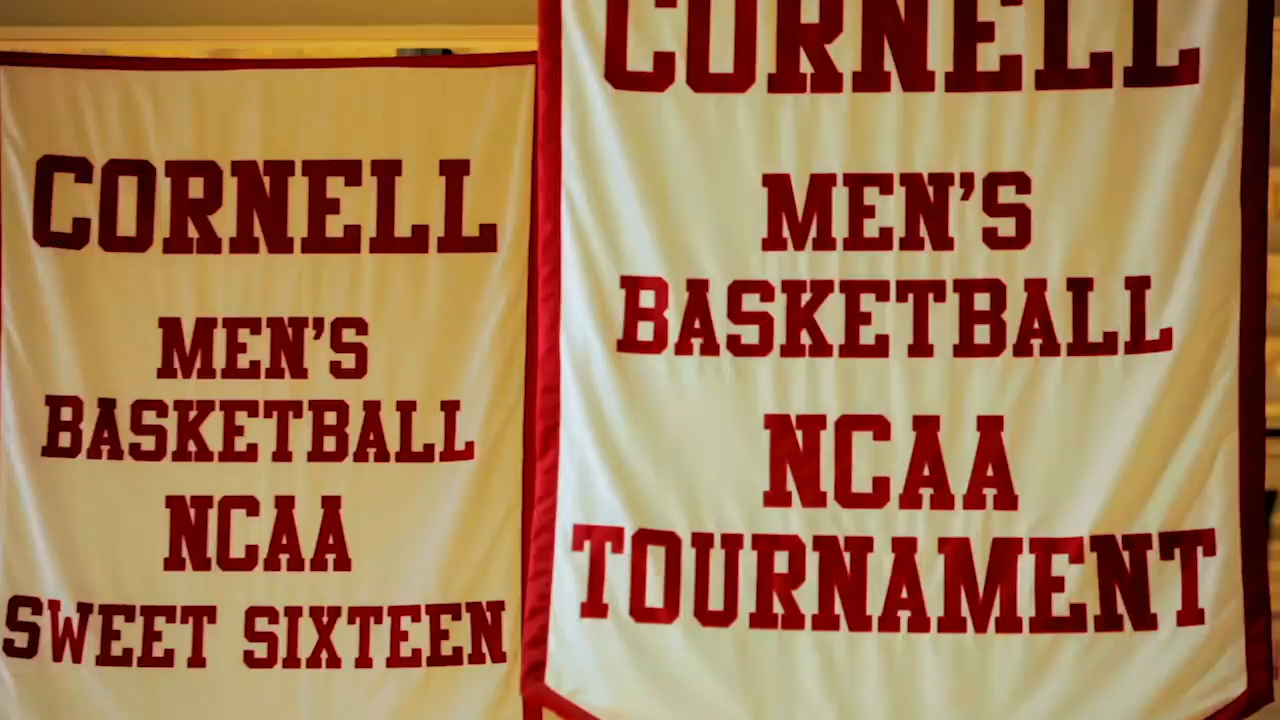 CORNELL
MEN'S
BASKETBALL
NCAA
SWEET SIXTEEN
CORNELL
MEN'S
BASKETBALL
NCAA
TOURNAMENT